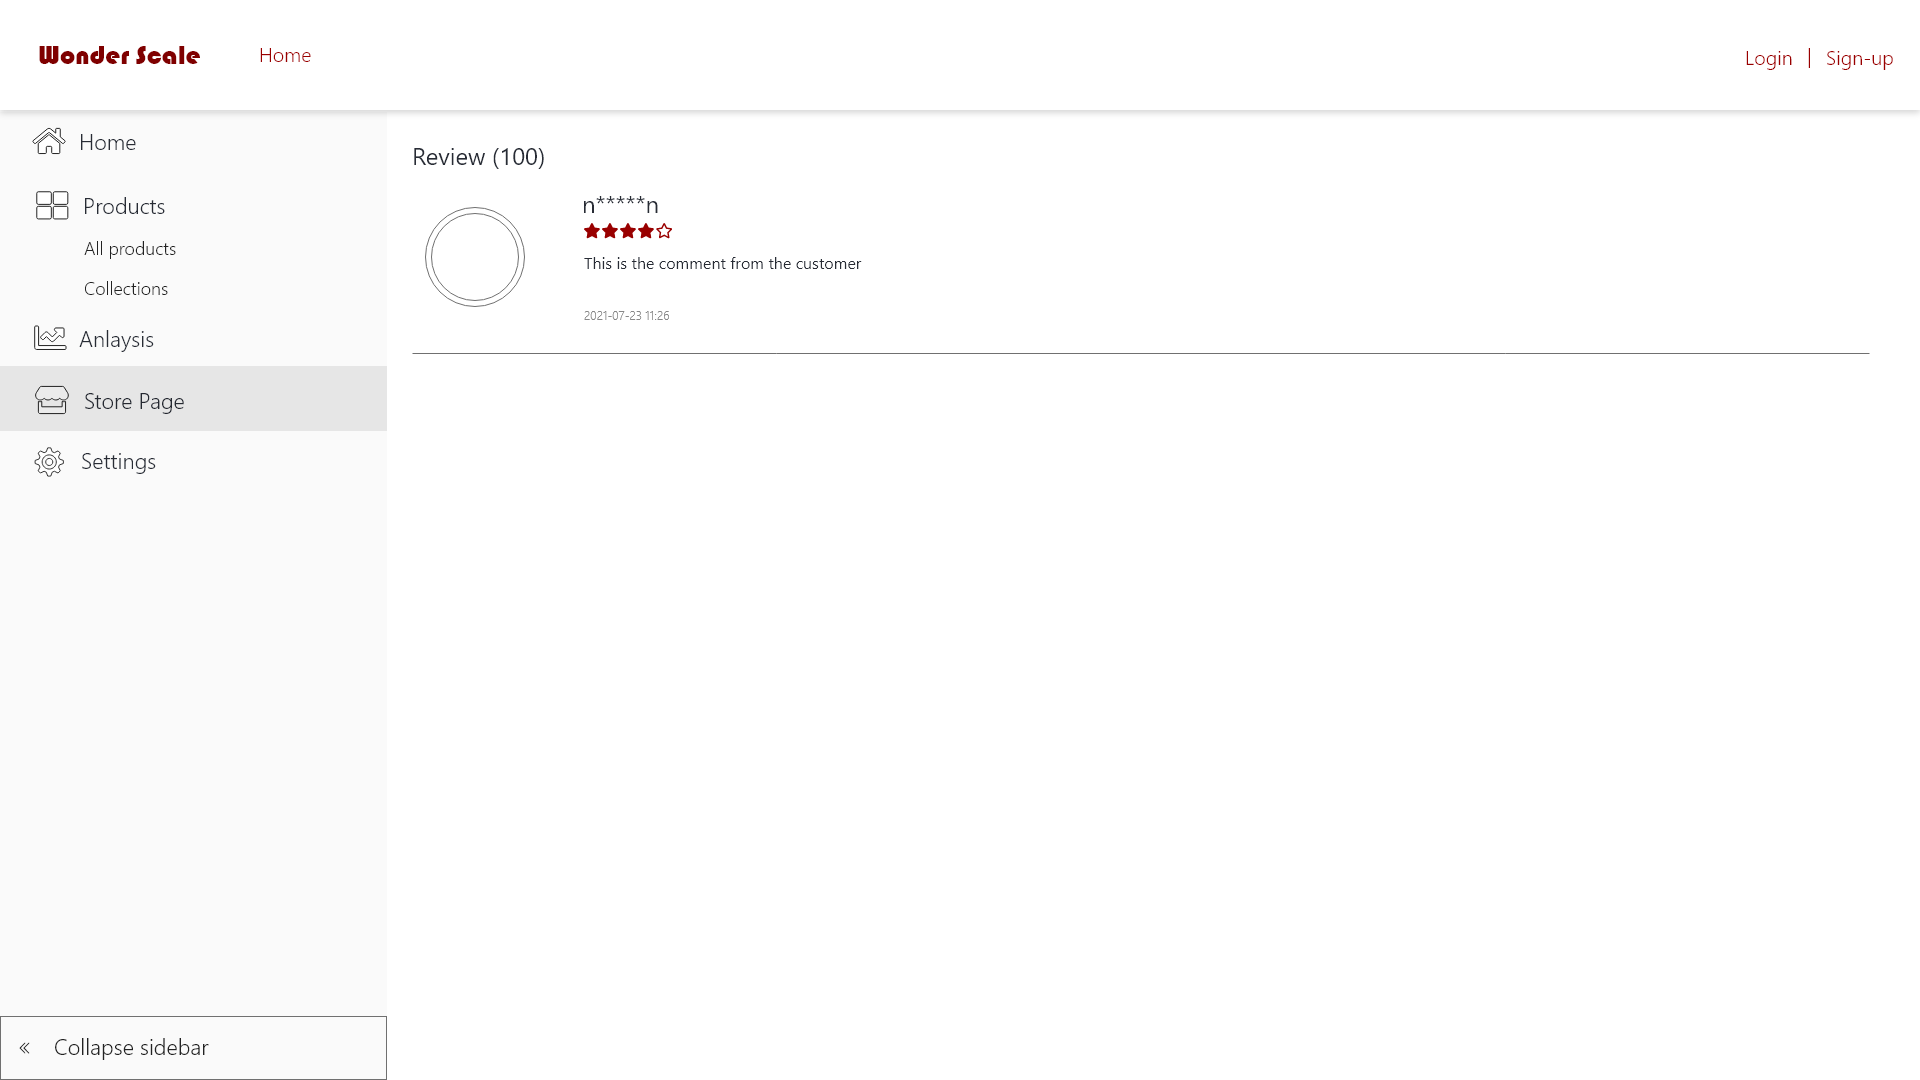 Wonder Scale
Home
Login | Sign-up
Home
Products
All products
Collections
Anlaysis
Store Page
Settings
Collapse sidebar
Review (100)
n*****n
This is the comment from the customer
2021-07-23 11:26